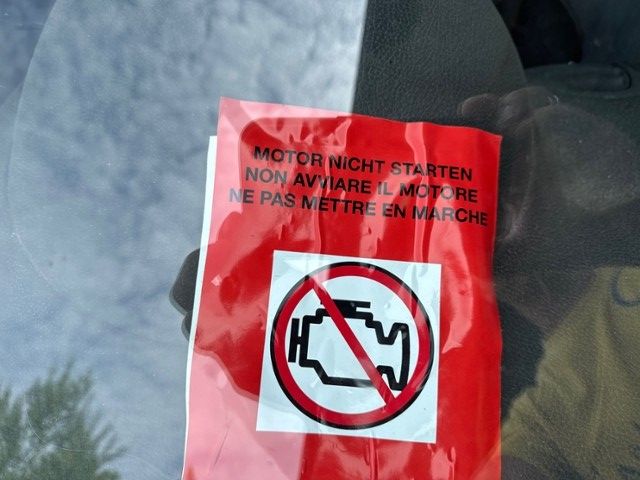 MOTOR NICHT STARTEN
NON AVVIARE IL MOTORE
NE PAS METTRE EN MARCHE